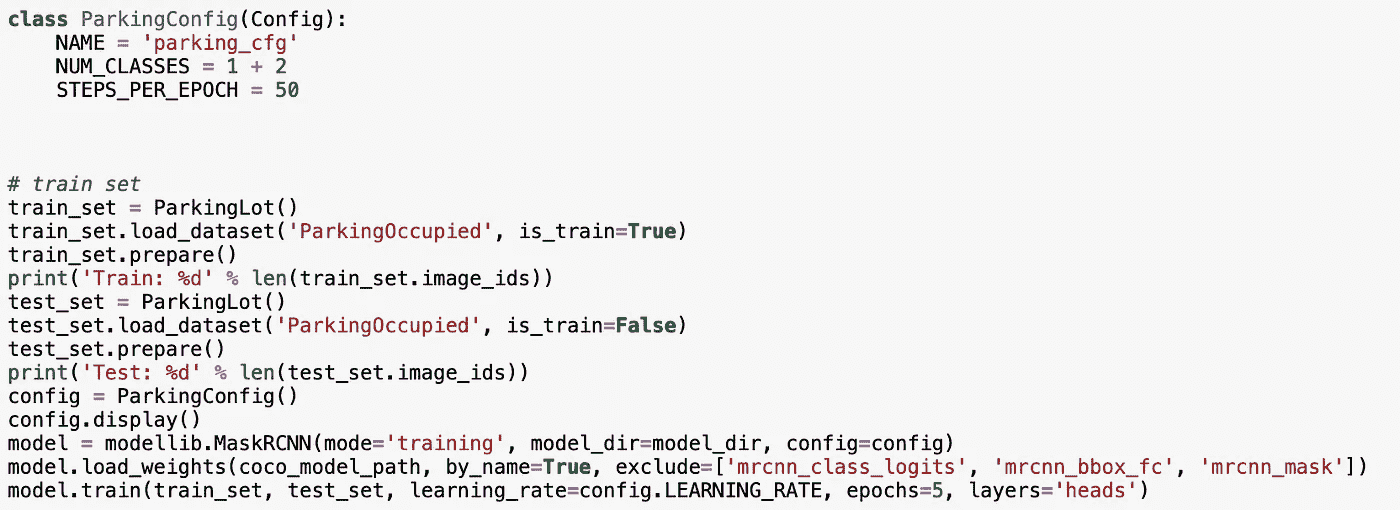 class ParkingConfig(Config):
    NAME = 'parking_cfg'
    NUM_CLASSES = 1 + 2
    STEPS_PER_EPOCH = 50
# train set
train_set = ParkingLot()
train_set.load_dataset('ParkingOccupied', is_train=True)
train_set.prepare()
print('Train: %d' % len(train_set.image_ids))
test_set = ParkingLot()
test_set.load_dataset('ParkingOccupied', is_train=False)
test_set.prepare()
print('Test: %d' % len(test_set.image_ids))
config = ParkingConfig()
config.display()
model = modellib.MaskRCNN(mode='training', model_dir=model_dir, config=config)
model.load_weights(coco_model_path, by_name=True, exclude=['mrcnn_class_logits', 'mrcnn_bbox_fc', 'mrcnn_mask'])
model.train(train_set, test_set, learning_rate=config.LEARNING_RATE, epochs=5, layers='heads')